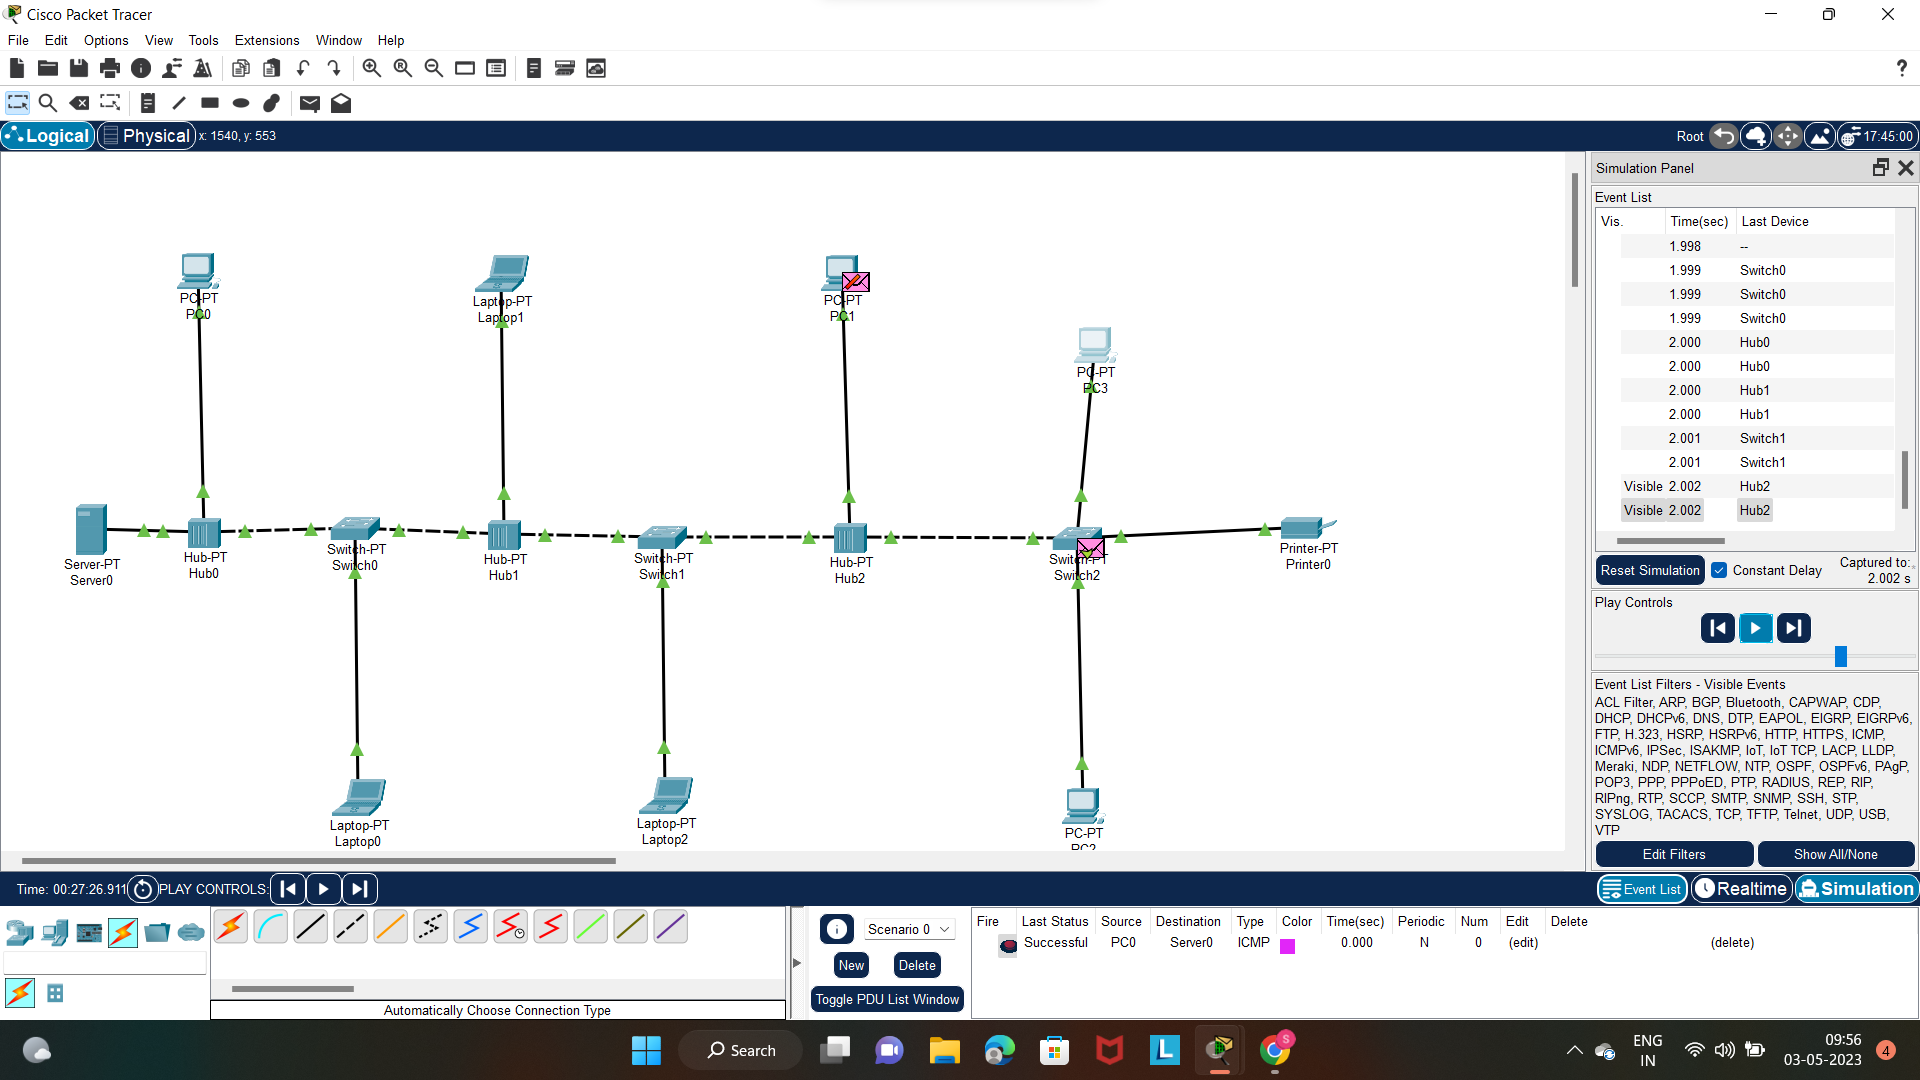 Cisco Packet Tracer
File Edit Options View Tools Extensions Window Help
?
Logical Physical x: 1540, y: 553 Root 17:45:00
Simulation Panel
Event List
Vis. Time(sec) Last Device
1.998 --
1.999 Switch0
1.999 Switch0
1.999 Switch0
2.000 Hub0
2.000 Hub0
2.000 Hub1
2.000 Hub1
2.001 Switch1
2.001 Switch1
Visible 2.002 Hub2
Visible 2.002 Hub2
Reset Simulation Constant Delay Captured to:
2.002 s
Play Controls
Event List Filters - Visible Events
ACL Filter, ARP, BGP, Bluetooth, CAPWAP, CDP,
DHCP, DHCPv6, DNS, DTP, EAPOL, EIGRP, EIGRPv6,
FTP, H.323, HSRP, HSRPv6, HTTP, HTTPS, ICMP,
ICMPv6, IPSec, ISAKMP, IoT, IoT TCP, LACP, LLDP,
Meraki, NDP, NETFLOW, NTP, OSPF, OSPFv6, PAgP,
POP3, PPP, PPPoED, PTP, RADIUS, REP, RIP,
RIPng, RTP, SCCP, SMTP, SNMP, SSH, STP,
SYSLOG, TACACS, TCP, TFTP, Telnet, UDP, USB,
VTP
Edit Filters Show All/None
PC-PT
PC0
Laptop-PT
Laptop1
PC-PT
PC1
PC-PT
PC3
Server-PT
Server0
Hub-PT
Hub0
Switch-PT
Switch0
Hub-PT
Hub1
Switch-PT
Switch1
Hub-PT
Hub2
Switch-PT
Switch2
Printer-PT
Printer0
Laptop-PT
Laptop0
Laptop-PT
Laptop2
PC-PT
PC2
Time: 00:27:26.911 PLAY CONTROLS: Event List Realtime Simulation
Automatically Choose Connection Type
Scenario 0
New Delete
Toggle PDU List Window
Fire Last Status Source Destination Type Color Time(sec) Periodic Num Edit Delete
Successful PC0 Server0 ICMP 0.000 N 0 (edit) (delete)
Search
S
L
ENG
IN
09:56
03-05-2023
4